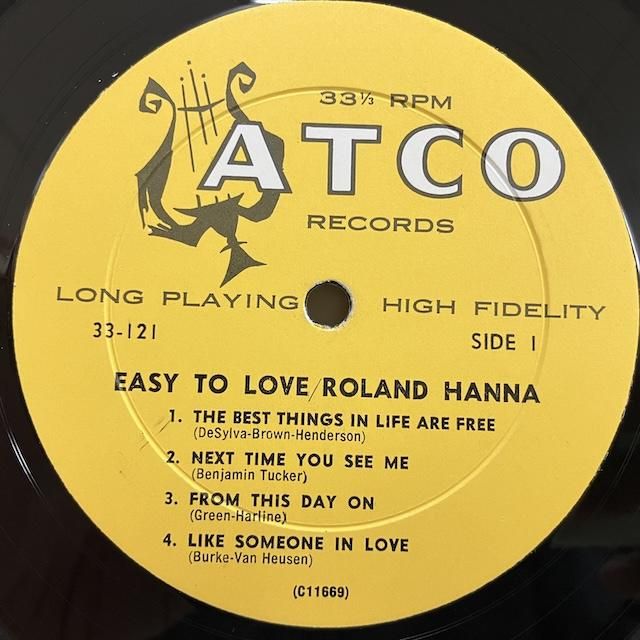 33⅓ RPM
ATCO
RECORDS
LONG PLAYING HIGH FIDELITY
33-121 SIDE 1
EASY TO LOVE/ROLAND HANNA
1. THE BEST THINGS IN LIFE ARE FREE
(DeSylva-Brown-Henderson)
2. NEXT TIME YOU SEE ME
(Benjamin Tucker)
3. FROM THIS DAY ON
(Green-Harline)
4. LIKE SOMEONE IN LOVE
(Burke-Van Heusen)
(C11669)